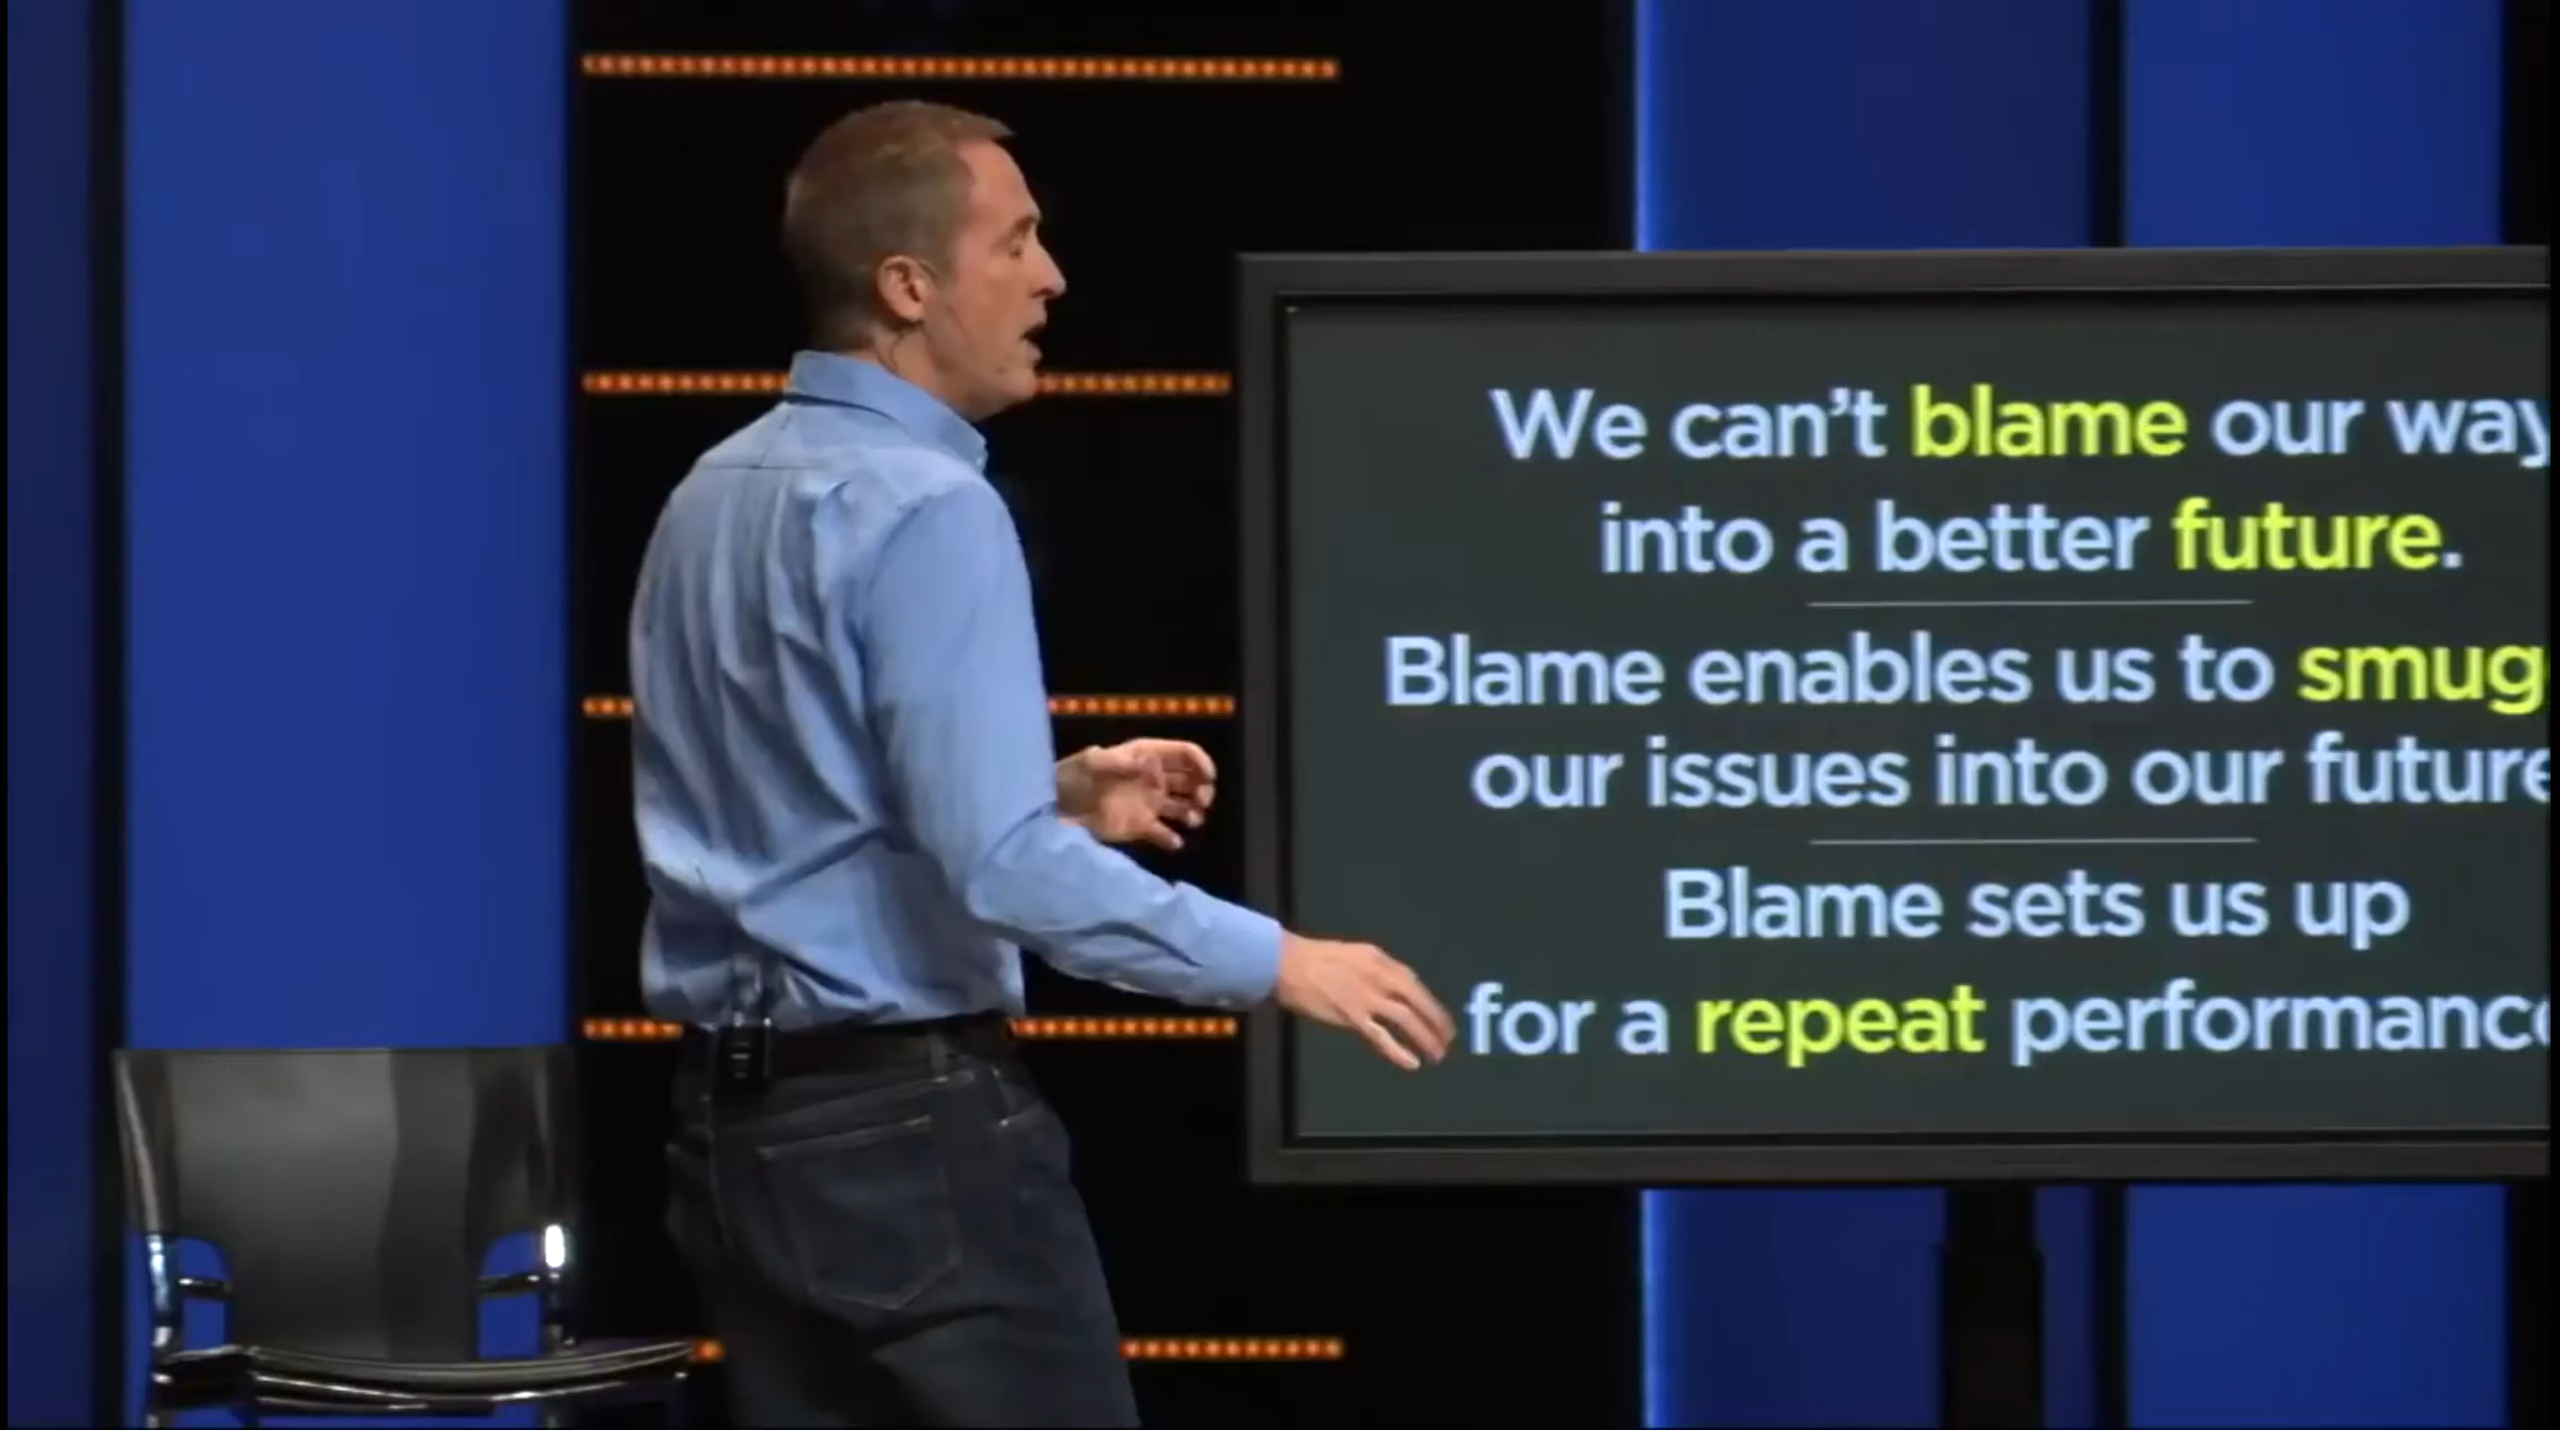 We can't blame our way
into a better future.
Blame enables us to smug
our issues into our future
Blame sets us up
for a repeat performanc